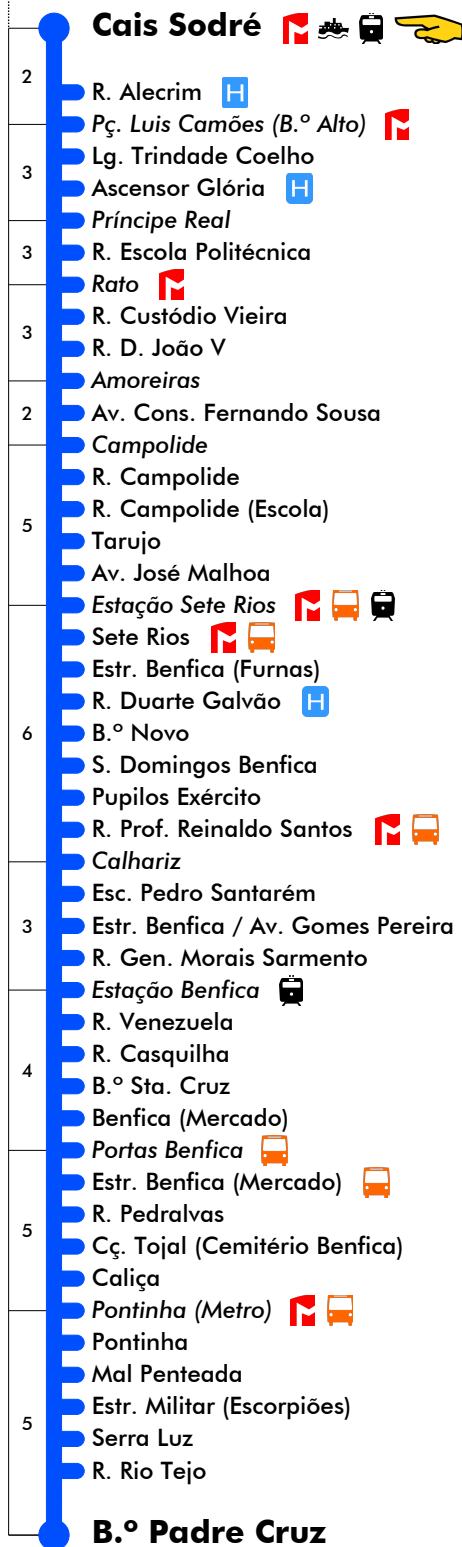 Cais Sodré
2
R. Alecrim H
Pç. Luis Camões (B.º Alto)
3
Lg. Trindade Coelho
Ascensor Glória H
Príncipe Real
3
R. Escola Politécnica
Rato
3
R. Custódio Vieira
R. D. João V
Amoreiras
2
Av. Cons. Fernando Sousa
Campolide
5
R. Campolide
R. Campolide (Escola)
Tarujo
Av. José Malhoa
Estação Sete Rios
6
Sete Rios
Estr. Benfica (Furnas)
R. Duarte Galvão H
B.º Novo
S. Domingos Benfica
Pupilos Exército
R. Prof. Reinaldo Santos
Calhariz
3
Esc. Pedro Santarém
Estr. Benfica / Av. Gomes Pereira
R. Gen. Morais Sarmento
Estação Benfica
4
R. Venezuela
R. Casquilha
B.º Sta. Cruz
Benfica (Mercado)
Portas Benfica
5
Estr. Benfica (Mercado)
R. Pedralvas
Cç. Tojal (Cemitério Benfica)
Caliça
Pontinha (Metro)
5
Pontinha
Mal Penteada
Estr. Militar (Escorpiões)
Serra Luz
R. Rio Tejo
B.º Padre Cruz